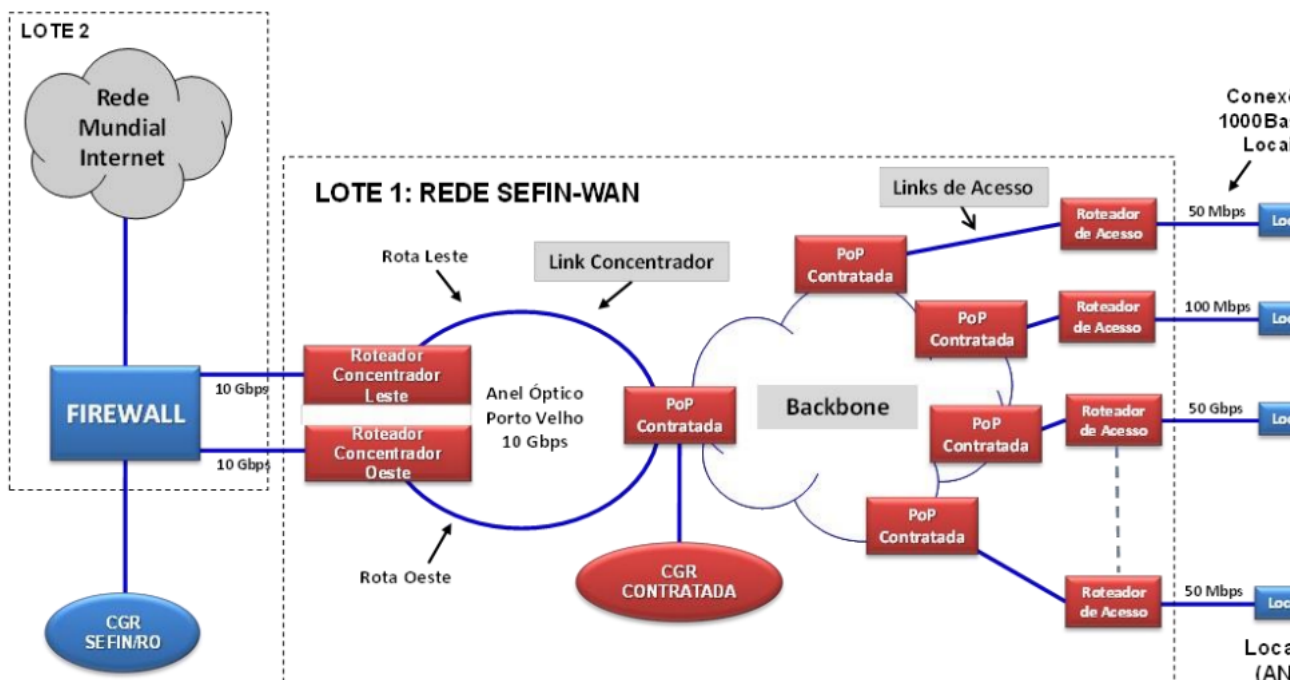 LOTE 2
Rede
Mundial
Internet
FIREWALL
10 Gbps
10 Gbps
CGR
SEFIN/RO
LOTE 1: REDE SEFIN-WAN
Rota Leste
Link Concentrador
Roteador
Concentrador
Leste
Roteador
Concentrador
Oeste
Anel Óptico
Porto Velho
10 Gbps
Rota Oeste
PoP
Contratada
CGR
CONTRATADA
Backbone
Links de Acesso
PoP
Contratada
PoP
Contratada
PoP
Contratada
PoP
Contratada
Roteador
de Acesso
50 Mbps
Roteador
de Acesso
100 Mbps
Roteador
de Acesso
50 Gbps
Roteador
de Acesso
50 Mbps